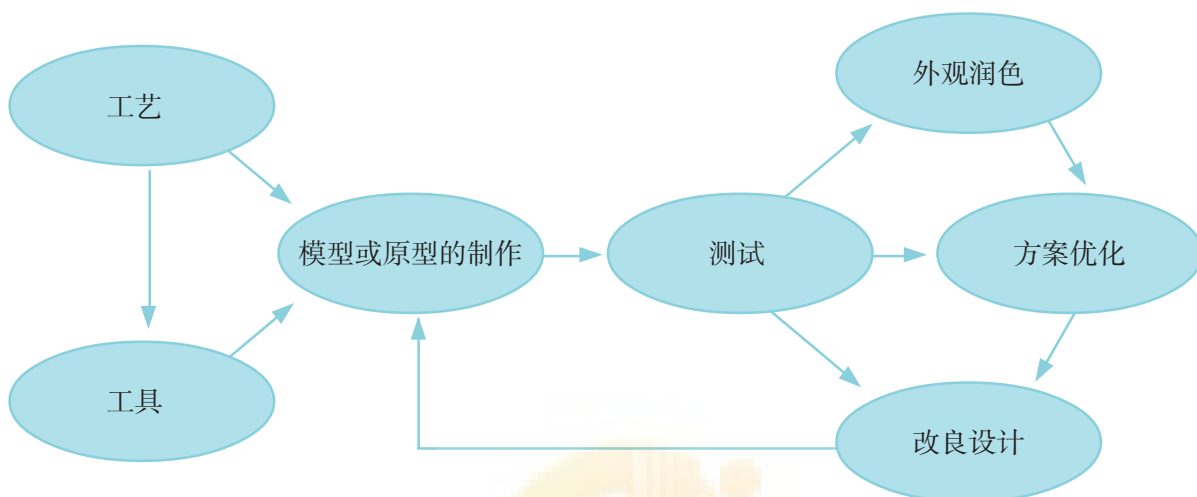 工艺
工具
模型或原型的制作
测试
外观润色
方案优化
改良设计